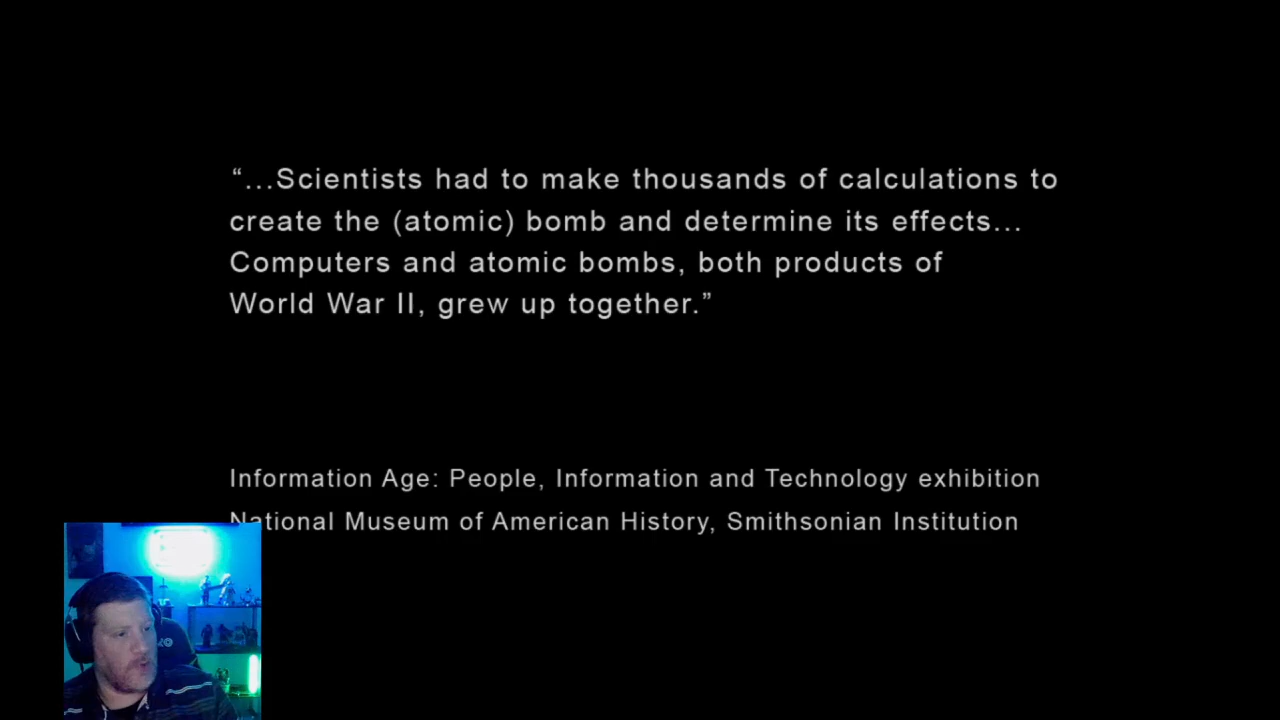 “...Scientists had to make thousands of calculations to
create the (atomic) bomb and determine its effects...
Computers and atomic bombs, both products of
World War II, grew up together.”
Information Age: People, Information and Technology exhibition
National Museum of American History, Smithsonian Institution